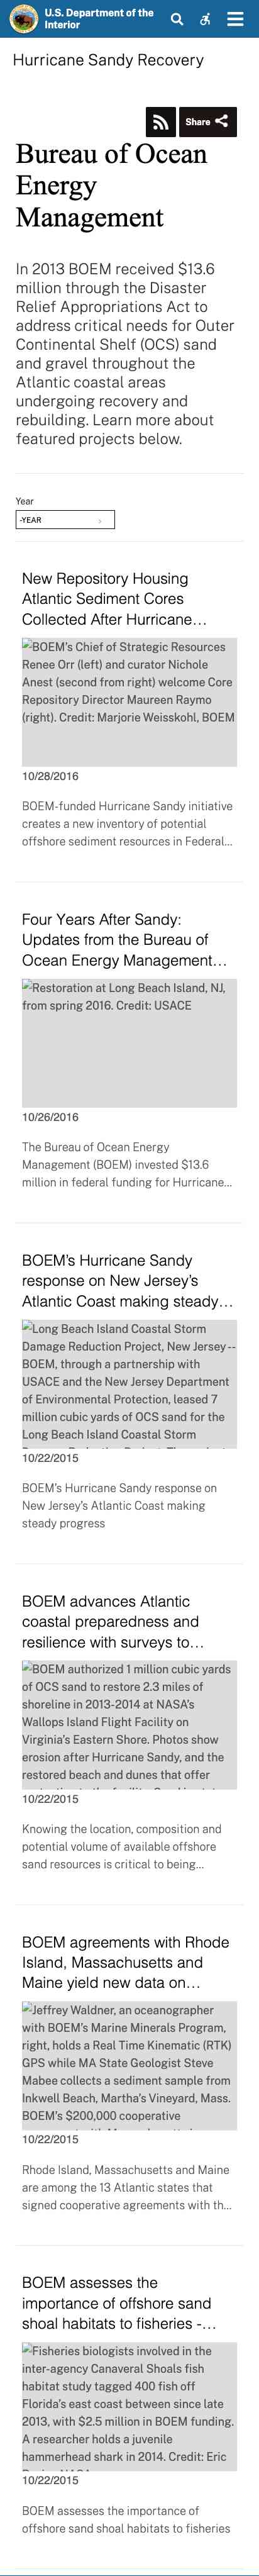 U.S. Department of the
Interior
Hurricane Sandy Recovery
Share
Bureau of Ocean
Energy
Management
In 2013 BOEM received $13.6
million through the Disaster
Relief Appropriations Act to
address critical needs for Outer
Continental Shelf (OCS) sand
and gravel throughout the
Atlantic coastal areas
undergoing recovery and
rebuilding. Learn more about
featured projects below.
Year
-YEAR
New Repository Housing
Atlantic Sediment Cores
Collected After Hurricane…
BOEM’s Chief of Strategic Resources
Renee Orr (left) and curator Nichole
Anest (second from right) welcome Core
Repository Director Maureen Raymo
(right). Credit: Marjorie Weisskohl, BOEM
10/28/2016
BOEM-funded Hurricane Sandy initiative
creates a new inventory of potential
offshore sediment resources in Federal…
Four Years After Sandy:
Updates from the Bureau of
Ocean Energy Management…
Restoration at Long Beach Island, NJ,
from spring 2016. Credit: USACE
10/26/2016
The Bureau of Ocean Energy
Management (BOEM) invested $13.6
million in federal funding for Hurricane…
BOEM’s Hurricane Sandy
response on New Jersey’s
Atlantic Coast making steady…
Long Beach Island Coastal Storm
Damage Reduction Project, New Jersey --
BOEM, through a partnership with
USACE and the New Jersey Department
of Environmental Protection, leased 7
million cubic yards of OCS sand for the
Long Beach Island Coastal Storm
10/22/2015
BOEM’s Hurricane Sandy response on
New Jersey’s Atlantic Coast making
steady progress
BOEM advances Atlantic
coastal preparedness and
resilience with surveys to…
BOEM authorized 1 million cubic yards
of OCS sand to restore 2.3 miles of
shoreline in 2013-2014 at NASA’s
Wallops Island Flight Facility on
Virginia’s Eastern Shore. Photos show
erosion after Hurricane Sandy, and the
restored beach and dunes that offer
10/22/2015
Knowing the location, composition and
potential volume of available offshore
sand resources is critical to being…
BOEM agreements with Rhode
Island, Massachusetts and
Maine yield new data on…
Jeffrey Waldner, an oceanographer
with BOEM’s Marine Minerals Program,
right, holds a Real Time Kinematic (RTK)
GPS while MA State Geologist Steve
Mabee collects a sediment sample from
Inkwell Beach, Martha’s Vineyard, Mass.
BOEM’s $200,000 cooperative
10/22/2015
Rhode Island, Massachusetts and Maine
are among the 13 Atlantic states that
signed cooperative agreements with th…
BOEM assesses the
importance of offshore sand
shoal habitats to fisheries -…
Fisheries biologists involved in the
inter-agency Canaveral Shoals fish
habitat study tagged 400 fish off
Florida’s east coast between since late
2013, with $2.5 million in BOEM funding.
A researcher holds a juvenile
hammerhead shark in 2014. Credit: Eric
10/22/2015
BOEM assesses the importance of
offshore sand shoal habitats to fisheries